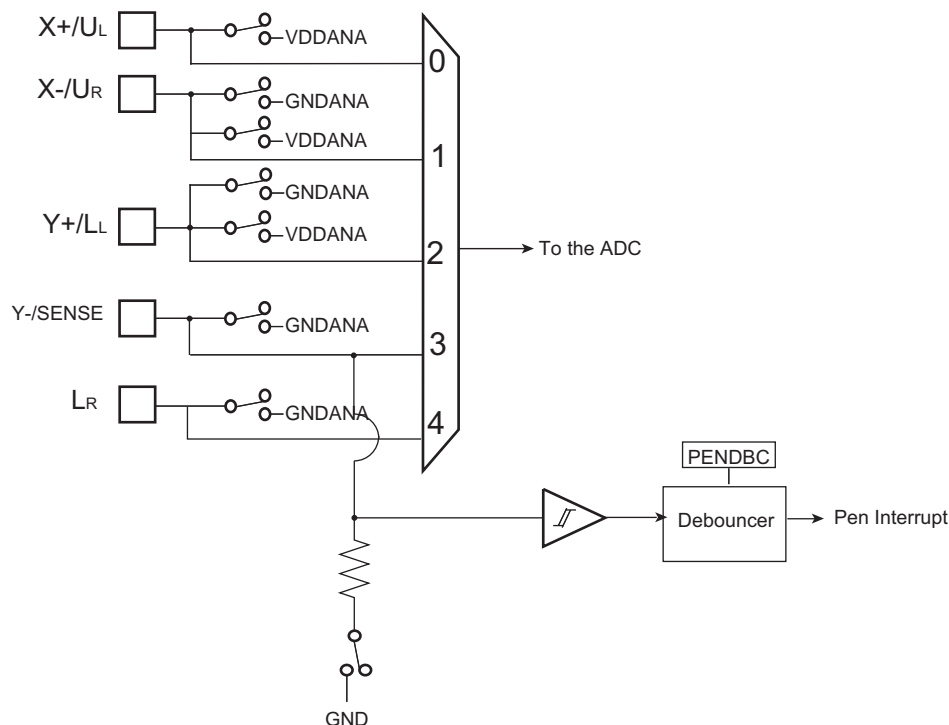 X+/UL
VDDANA
0
X-/UR
GNDANA
VDDANA
1
GNDANA
Y+/LL
VDDANA
2
To the ADC
Y-/SENSE
GNDANA
3
LR
GNDANA
4
PENDBC
Debouncer
Pen Interrupt
GND